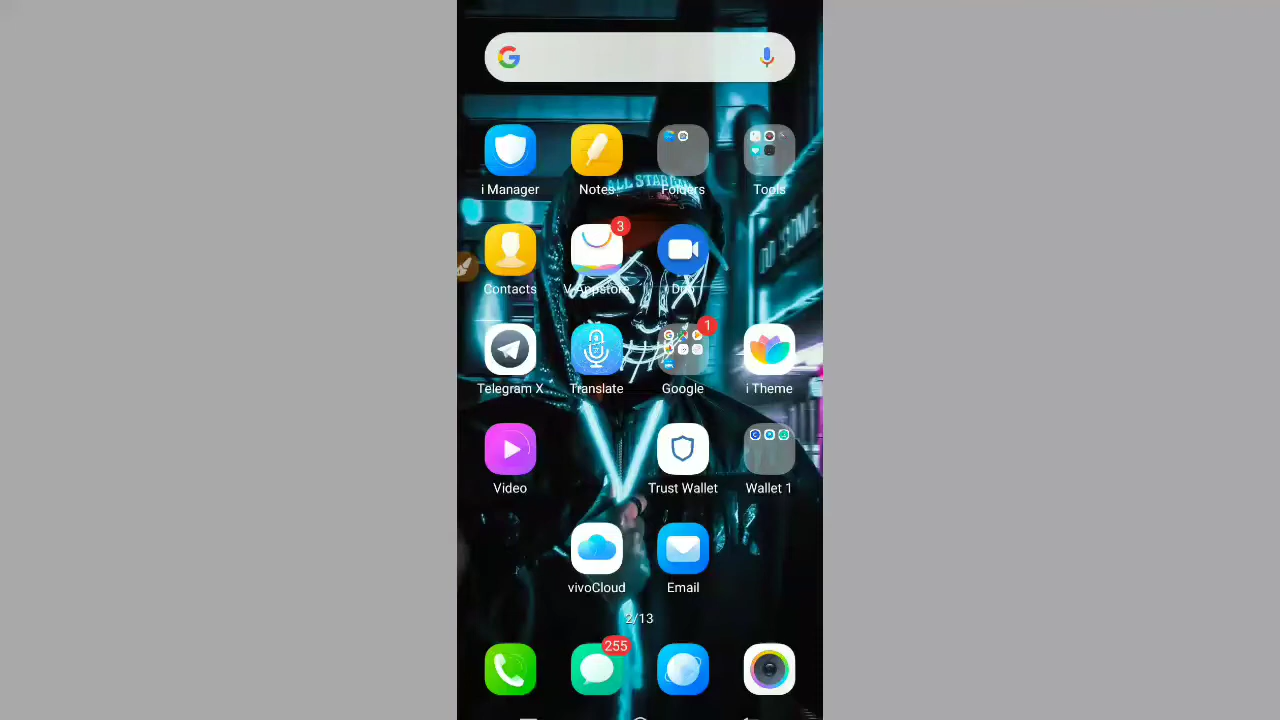 i Manager
Notes
Folders
Tools
3
Contacts
V-Appstore
Duo
1
Telegram X
Translate
Google
i Theme
Video
Trust Wallet
Wallet 1
vivoCloud
Email
2/13
255